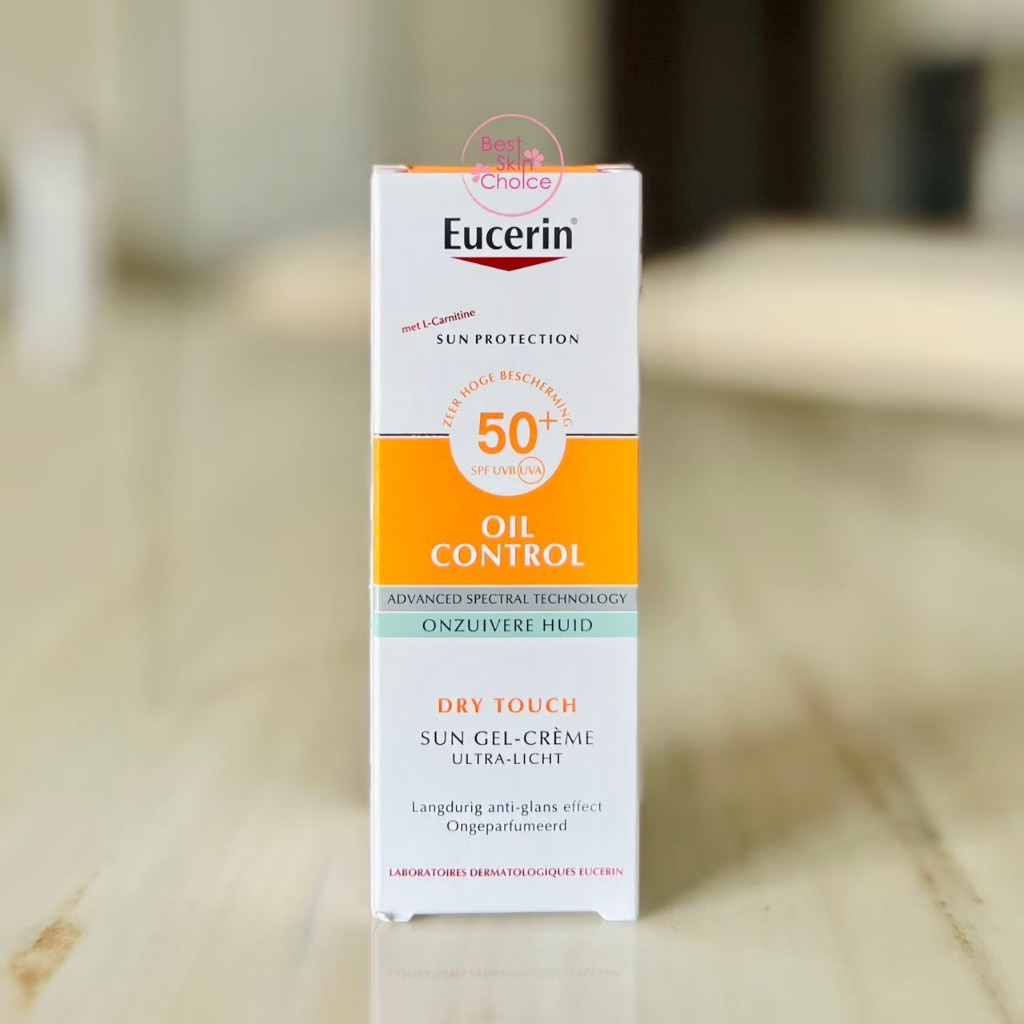 Best
Skin
Choice
Eucerin®
met L-Carnitine
SUN PROTECTION
ZEER HOGE BESCHERMING
50+
SPF UVB UVA
OIL
CONTROL
ADVANCED SPECTRAL TECHNOLOGY
ONZUIVERE HUID
DRY TOUCH
SUN GEL-CRÈME
ULTRA-LICHT
Langdurig anti-glans effect
Ongeparfumeerd
LABORATOIRES DERMATOLOGIQUES EUCERIN